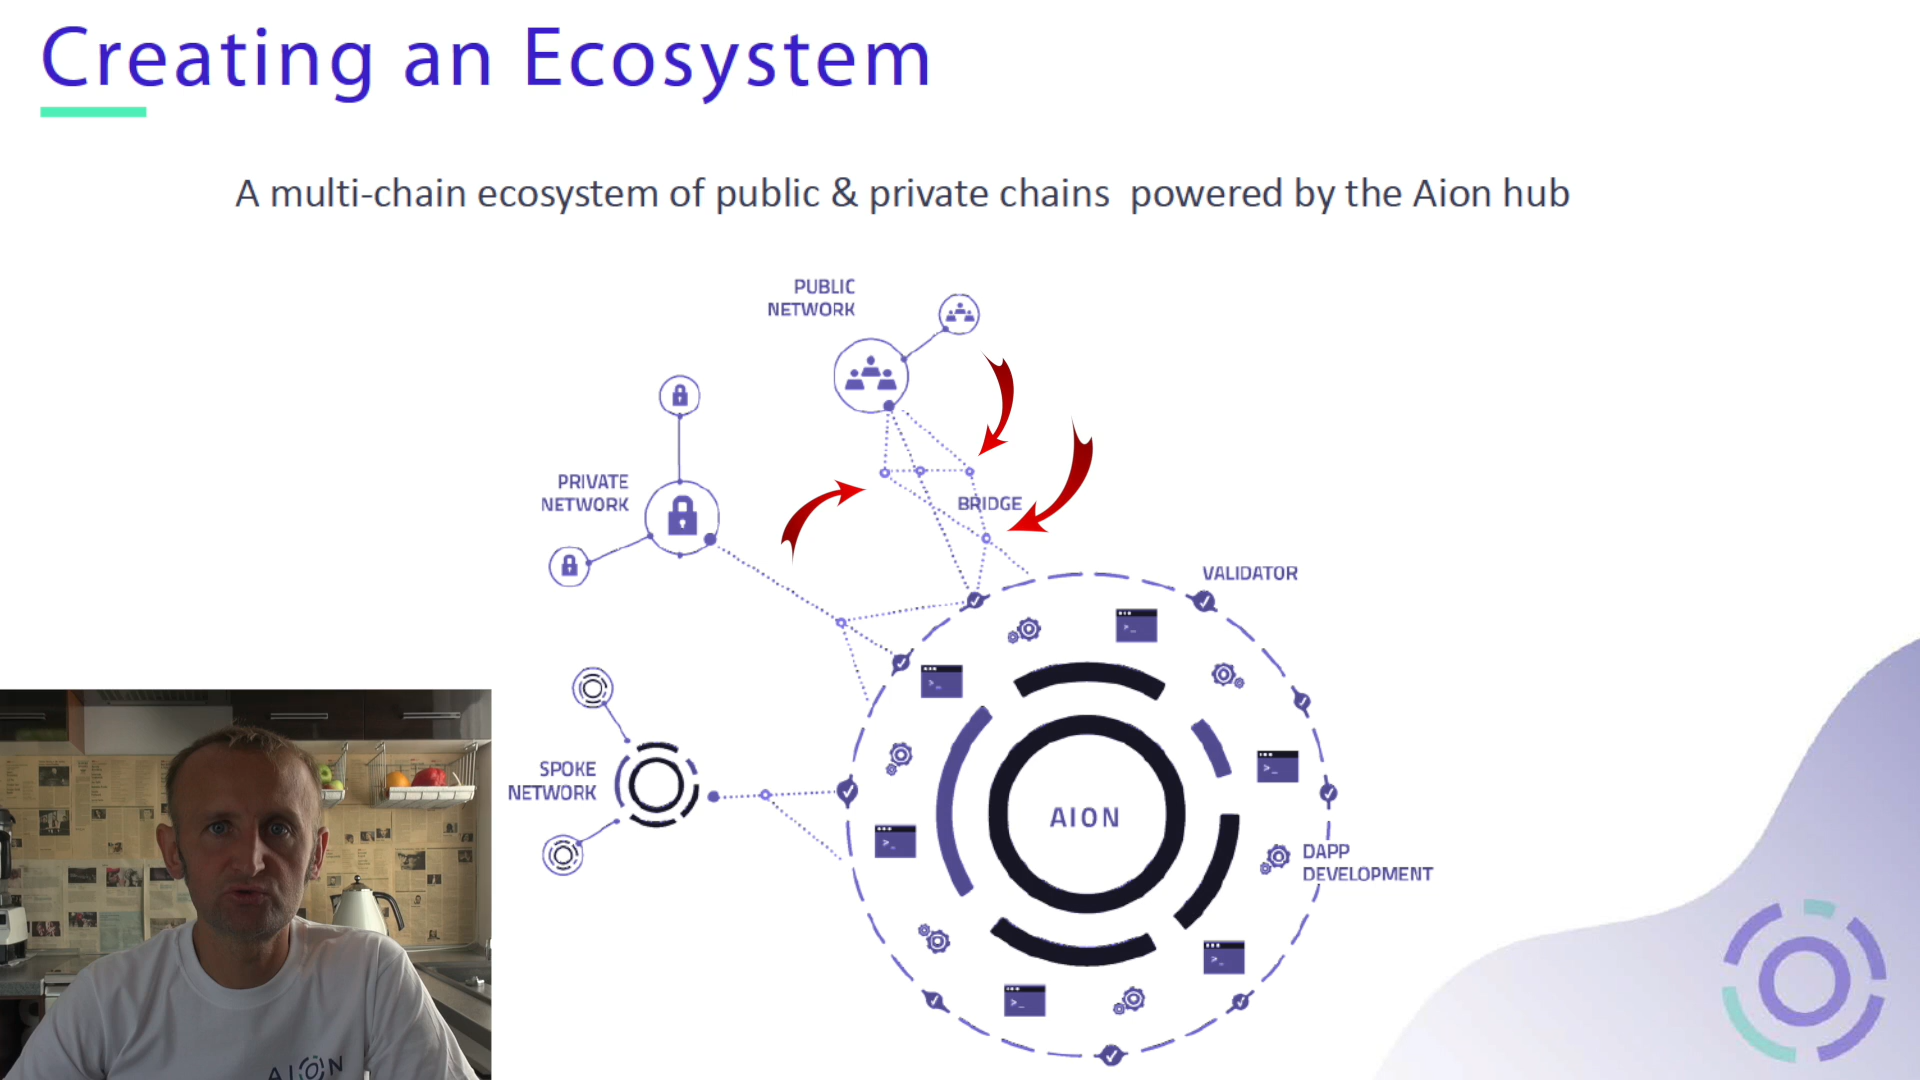 Creating an Ecosystem
A multi-chain ecosystem of public & private chains powered by the Aion hub
PUBLIC
NETWORK
PRIVATE
NETWORK
BRIDGE
VALIDATOR
SPOKE
NETWORK
AION
DAPP
DEVELOPMENT
>_
>_
>_
>_
>_
>_
AION